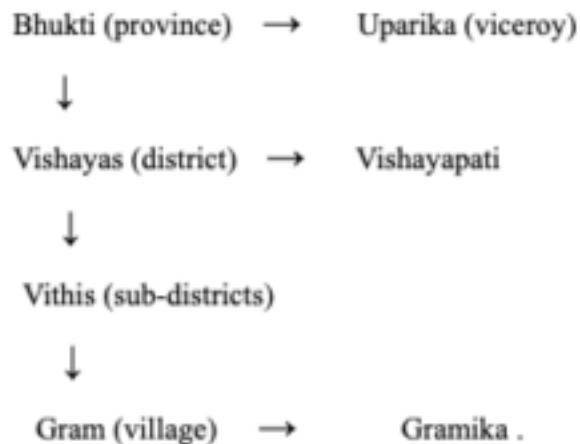 Bhukti (province) → Uparika (viceroy)
↓
Vishayas (district) → Vishayapati
↓
Vithis (sub-districts)
↓
Gram (village) → Gramika .